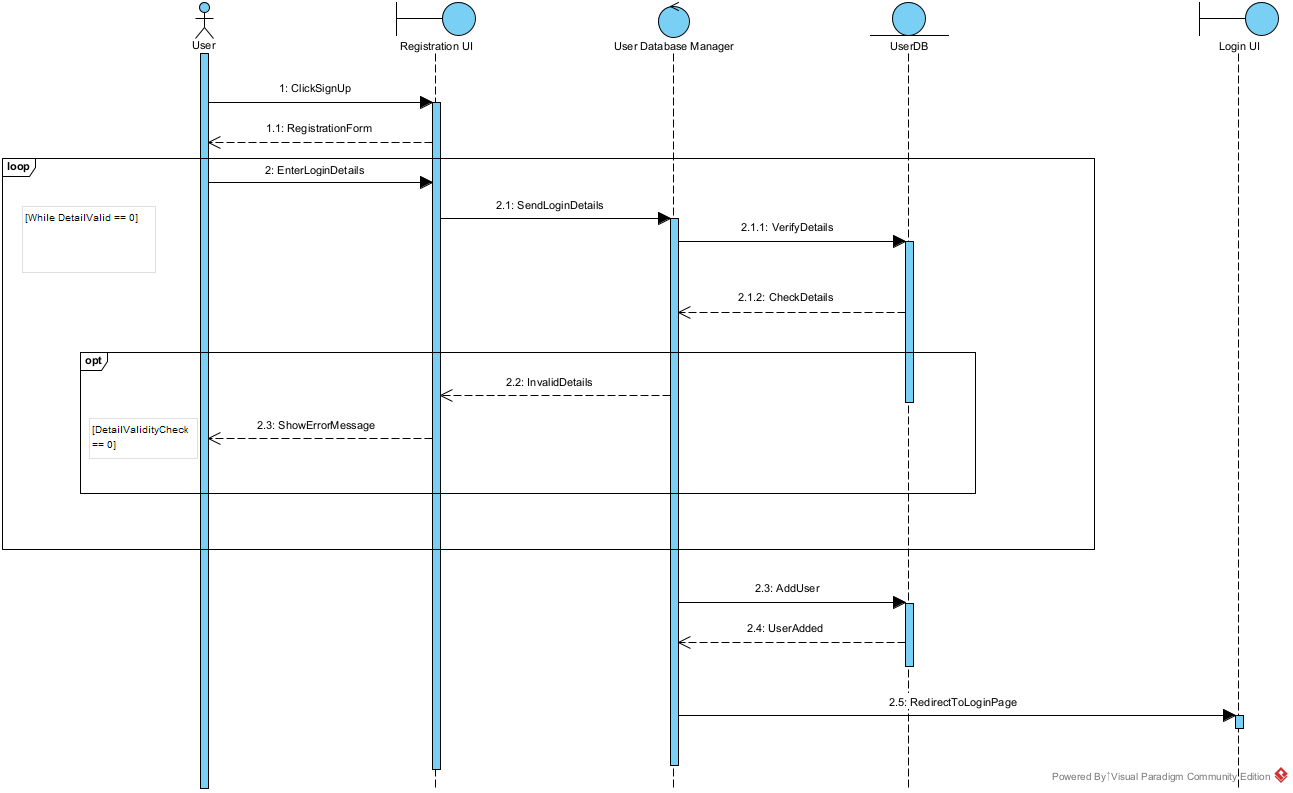 User
Registration UI
User Database Manager
UserDB
Login UI
1: ClickSignUp
1.1: RegistrationForm
loop
2: EnterLoginDetails
[While DetailValid == 0]
2.1: SendLoginDetails
2.1.1: VerifyDetails
2.1.2: CheckDetails
opt
2.2: InvalidDetails
[DetailValidityCheck
== 0]
2.3: ShowErrorMessage
2.3: AddUser
2.4: UserAdded
2.5: RedirectToLoginPage
Powered By Visual Paradigm Community Edition